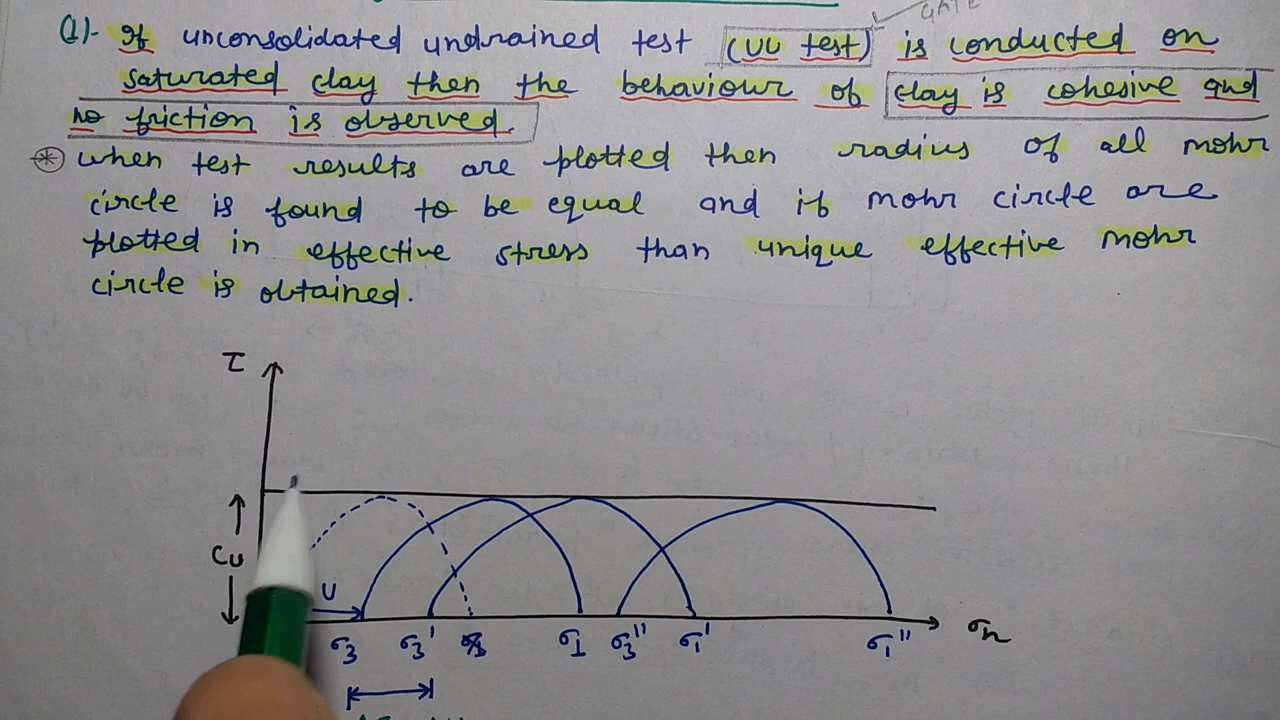 GATE
(1)- If unconsolidated undrained test (UU test) is conducted on
saturated clay then the behaviour of clay is cohesive and
no friction is observed.
* when test results are plotted then radius of all mohr
circle is found to be equal and if mohr circle are
plotted in effective stress than unique effective mohr
circle is obtained.
τ
Cu
U
σ3 σ3' σ1 σ3'' σ1' σ1'' σn